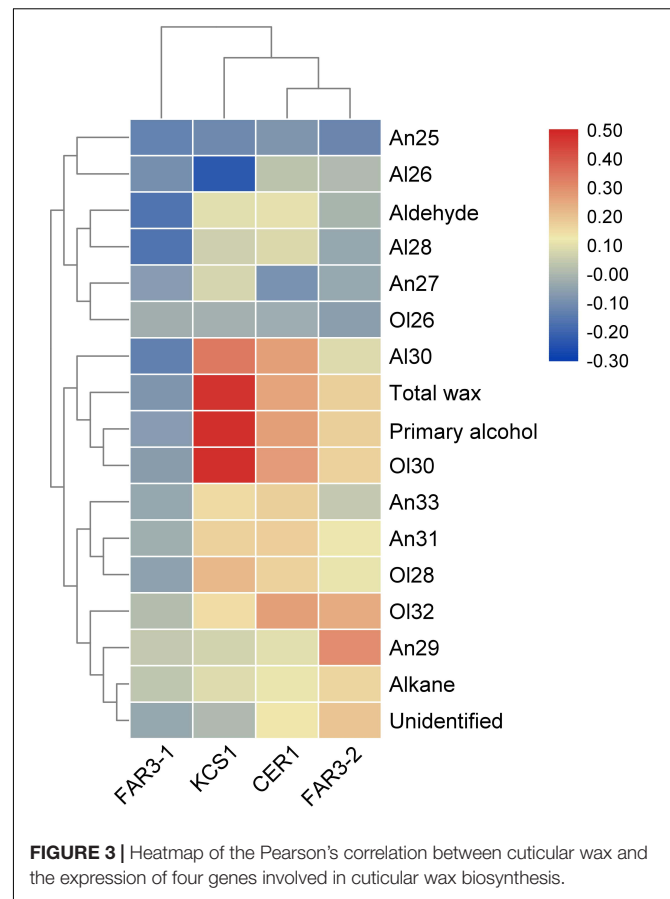 An25
Al26
Aldehyde
Al28
An27
Ol26
Al30
Total wax
Primary alcohol
Ol30
An33
An31
Ol28
Ol32
An29
Alkane
Unidentified
0.50
0.40
0.30
0.20
0.10
-0.00
-0.10
-0.20
-0.30
FAR3-1
KCS1
CER1
FAR3-2
FIGURE 3 | Heatmap of the Pearson's correlation between cuticular wax and
the expression of four genes involved in cuticular wax biosynthesis.